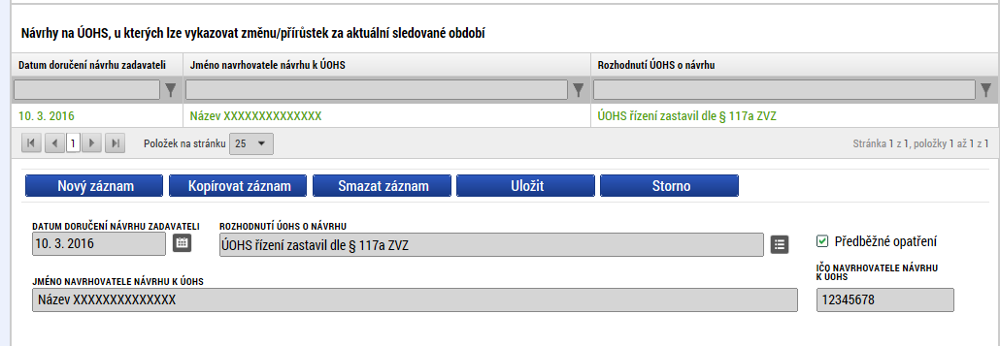 Návrhy na ÚOHS, u kterých lze vykazovat změnu/přírůstek za aktuální sledované období
Datum doručení návrhu zadavateli Jméno navrhovatele návrhu k ÚOHS Rozhodnutí ÚOHS o návrhu
10. 3. 2016 Název XXXXXXXXXXXXXX ÚOHS řízení zastavil dle § 117a ZVZ
1 Položek na stránku 25 Stránka 1 z 1, položky 1 až 1 z 1
Nový záznam Kopírovat záznam Smazat záznam Uložit Storno
DATUM DORUČENÍ NÁVRHU ZADAVATELI ROZHODNUTÍ ÚOHS O NÁVRHU
10. 3. 2016 ÚOHS řízení zastavil dle § 117a ZVZ Předběžné opatření
JMÉNO NAVRHOVATELE NÁVRHU K ÚOHS IČO NAVRHOVATELE NÁVRHU
K ÚOHS
Název XXXXXXXXXXXXXX 12345678